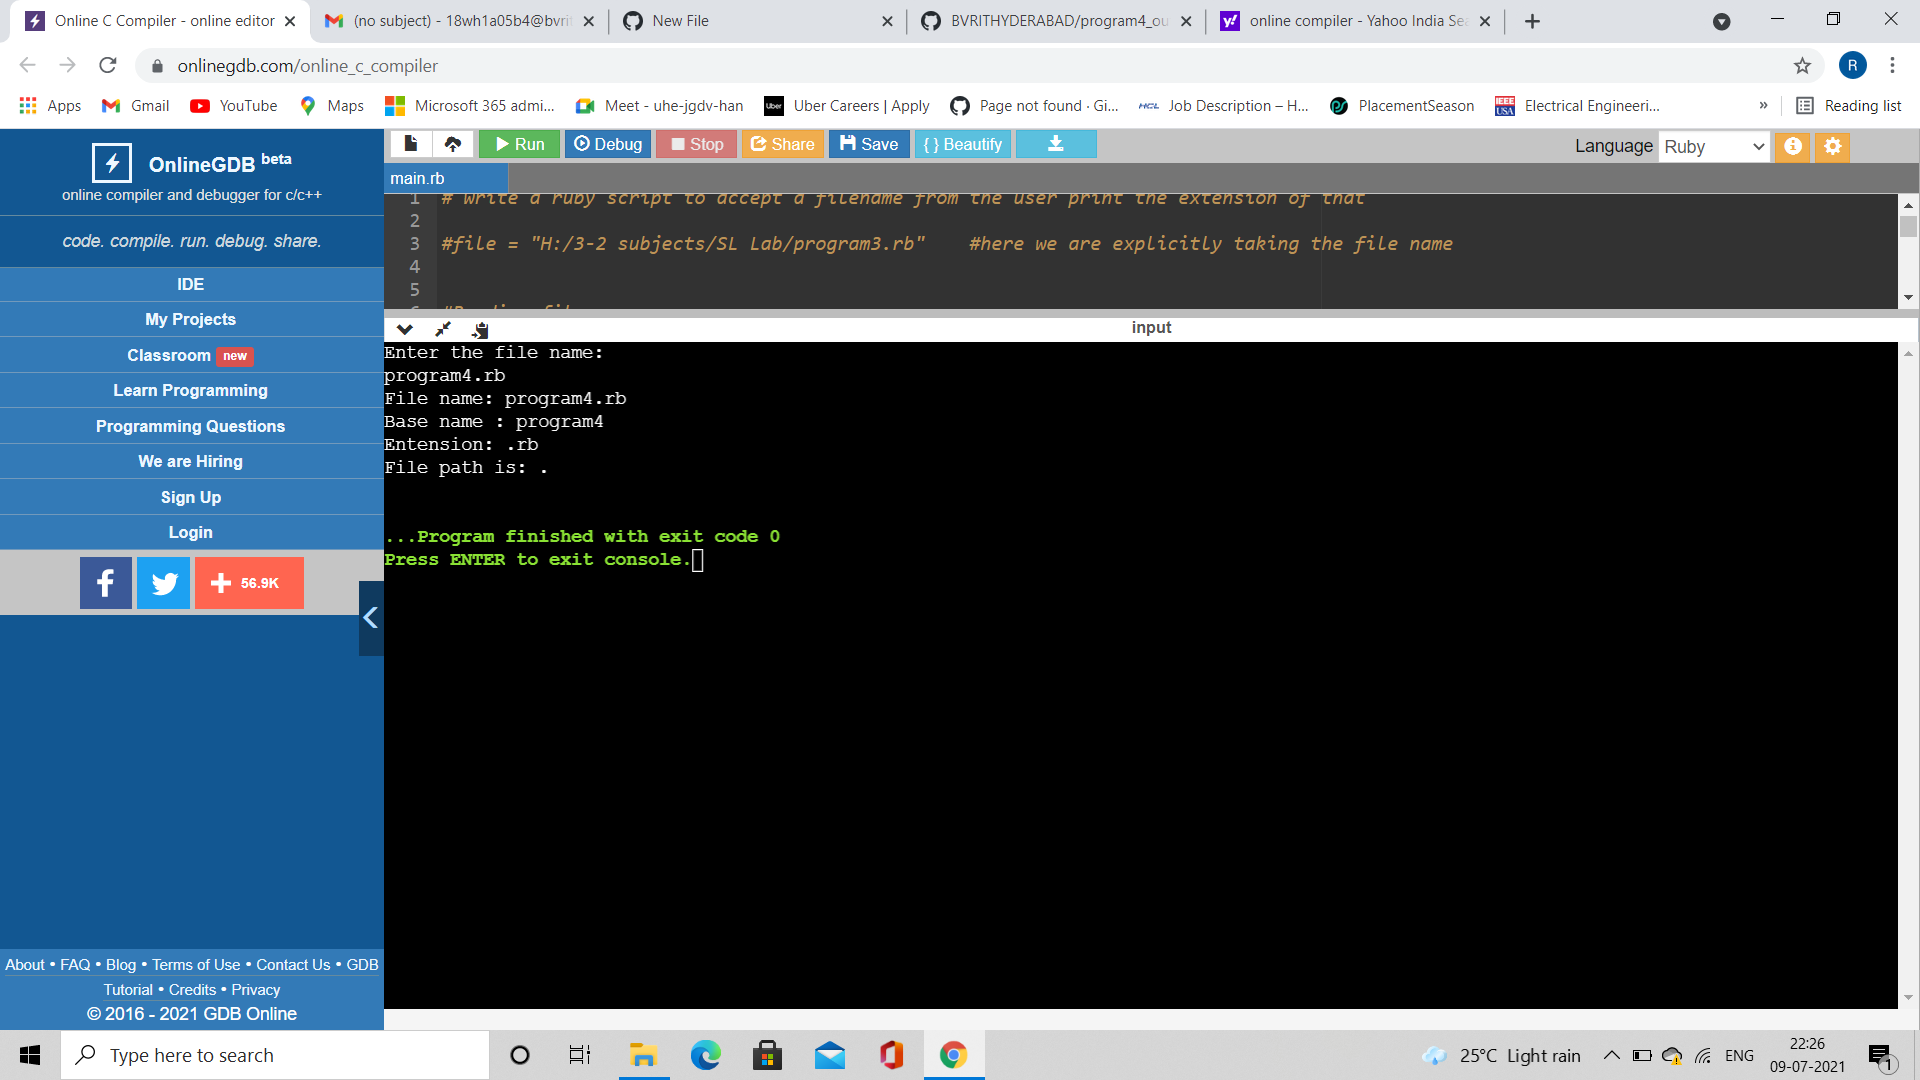 Online C Compiler - online editor
(no subject) - 18wh1a05b4@bvrit
New File
BVRITHYDERABAD/program4_ou
online compiler - Yahoo India Sea
onlinegdb.com/online_c_compiler
R
Apps
Gmail
YouTube
Maps
Microsoft 365 admi...
Meet - uhe-jgdv-han
Uber Careers | Apply
Page not found · Gi...
HCL
Job Description – H...
PlacementSeason
IEEE USA
Electrical Engineeri...
»
Reading list
OnlineGDB beta
online compiler and debugger for c/c++
code. compile. run. debug. share.
IDE
My Projects
Classroom new
Learn Programming
Programming Questions
We are Hiring
Sign Up
Login
56.9K
About • FAQ • Blog • Terms of Use • Contact Us • GDB
Tutorial • Credits • Privacy
© 2016 - 2021 GDB Online
Run
Debug
Stop
Share
Save
{ } Beautify
Language Ruby
main.rb
1 # write a ruby script to accept a filename from the user print the extension of that
2
3 #file = "H:/3-2 subjects/SL Lab/program3.rb"    #here we are explicitly taking the file name
4
5
input
Enter the file name:
program4.rb
File name: program4.rb
Base name : program4
Entension: .rb
File path is: .
...Program finished with exit code 0
Press ENTER to exit console.
Type here to search
25°C Light rain
ENG
22:26
09-07-2021
1